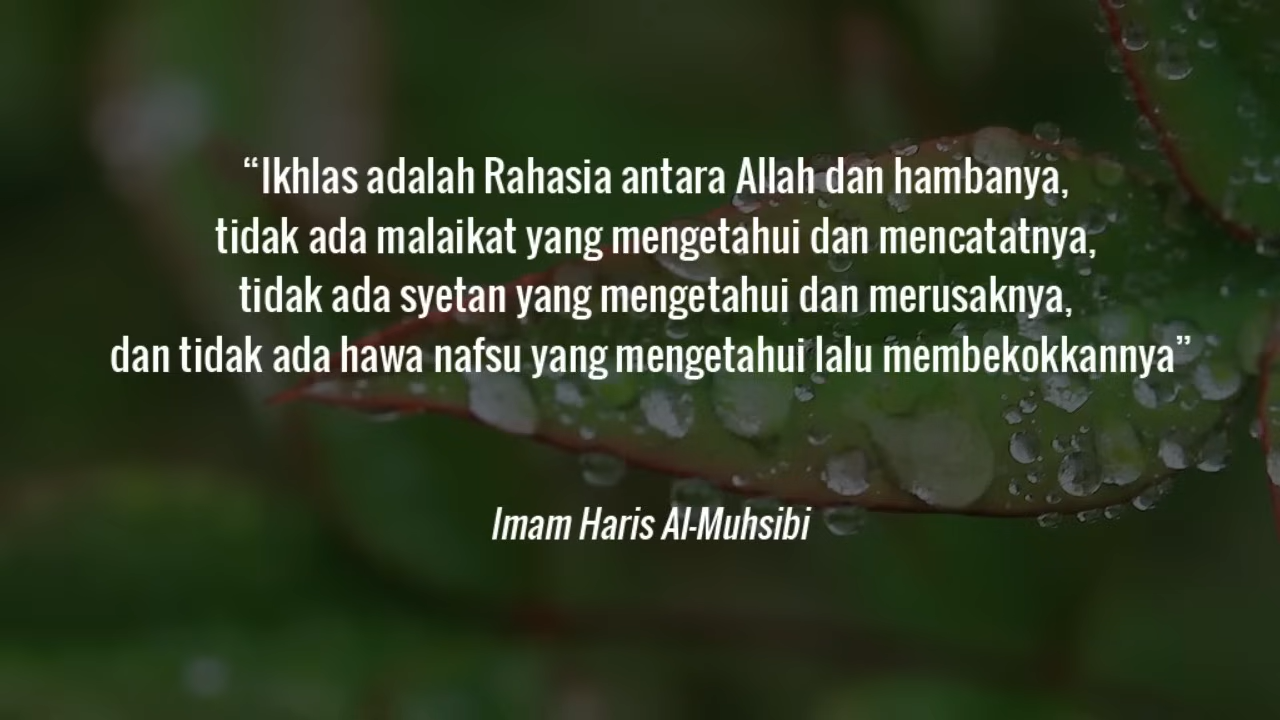 “Ikhlas adalah Rahasia antara Allah dan hambanya,
tidak ada malaikat yang mengetahui dan mencatatnya,
tidak ada syetan yang mengetahui dan merusaknya,
dan tidak ada hawa nafsu yang mengetahui lalu membekokkannya”
Imam Haris Al-Muhsibi